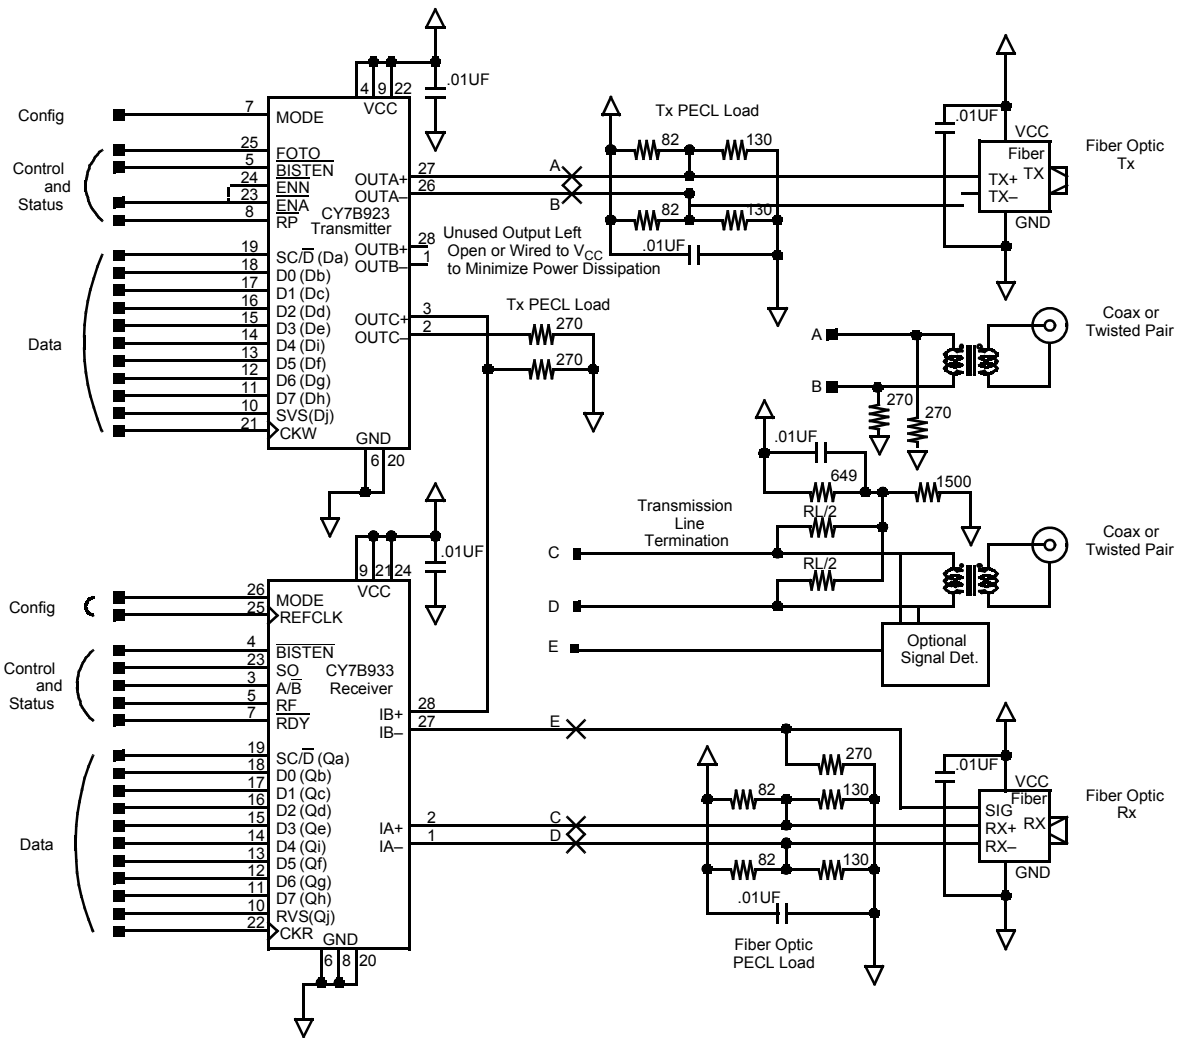 .01UF
4 9 22
VCC
Config
7
MODE
Control
and
Status
25
FOTO
5
BISTEN
24
ENN
23
ENA
8
RP
OUTA+
27
OUTA–
26
CY7B923
Transmitter
OUTB+
28
OUTB–
1
OUTC+
3
OUTC–
2
Data
19
SC/D (Da)
18
D0 (Db)
17
D1 (Dc)
16
D2 (Dd)
15
D3 (De)
14
D4 (Di)
13
D5 (Df)
12
D6 (Dg)
11
D7 (Dh)
10
SVS(Dj)
21
CKW
GND
6 20
Unused Output Left
Open or Wired to VCC
to Minimize Power Dissipation
Tx PECL Load
270
270
A
B
Tx PECL Load
82
130
82
130
.01UF
.01UF
VCC
Fiber
TX
TX+
TX–
GND
Fiber Optic
Tx
A
B
270
270
Coax or
Twisted Pair
.01UF
649
1500
RL/2
RL/2
Transmission
Line
Termination
C
D
E
Optional
Signal Det.
Coax or
Twisted Pair
.01UF
9 21 24
VCC
Config
26
MODE
25
REFCLK
Control
and
Status
4
BISTEN
23
SO
3
A/B
5
RF
7
RDY
CY7B933
Receiver
IB+
28
IB–
27
IA+
2
IA–
1
Data
19
SC/D (Qa)
18
D0 (Qb)
17
D1 (Qc)
16
D2 (Qd)
15
D3 (Qe)
14
D4 (Qi)
13
D5 (Qf)
12
D6 (Qg)
11
D7 (Qh)
10
RVS(Qj)
22
CKR
GND
6 8 20
E
C
D
270
82
130
82
130
.01UF
Fiber Optic
PECL Load
.01UF
VCC
Fiber
RX
SIG
RX+
RX–
GND
Fiber Optic
Rx